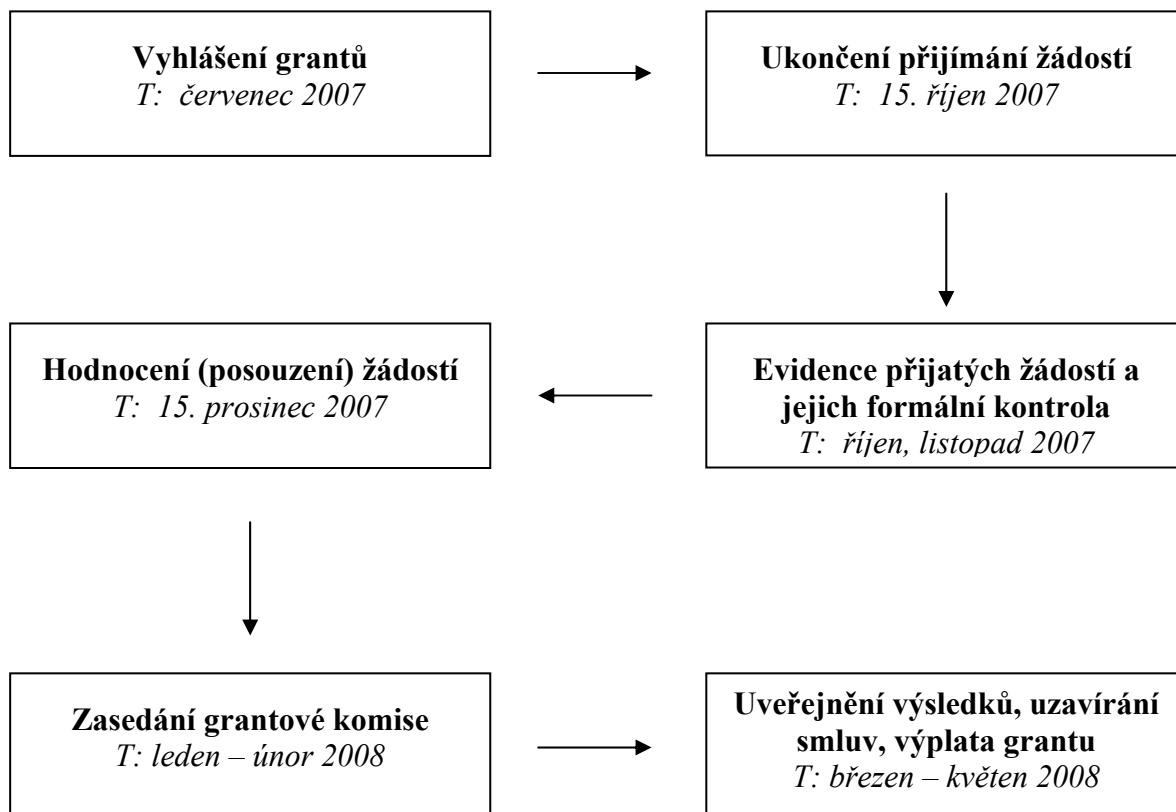 Vyhlášení grantů
T: červenec 2007
Ukončení přijímání žádostí
T: 15. říjen 2007
Evidence přijatých žádostí a
jejich formální kontrola
T: říjen, listopad 2007
Hodnocení (posouzení) žádostí
T: 15. prosinec 2007
Zasedání grantové komise
T: leden – únor 2008
Uveřejnění výsledků, uzavírání
smluv, výplata grantu
T: březen – květen 2008